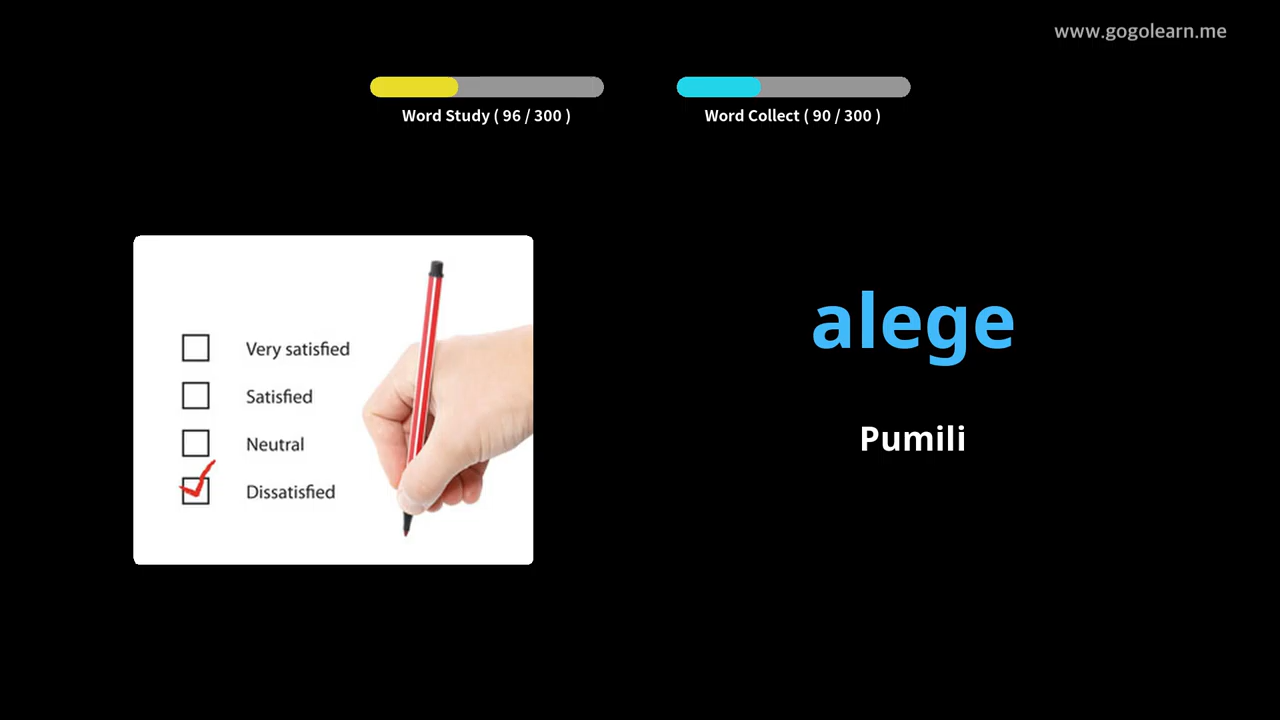 www.gogolearn.me
Word Study ( 96 / 300 )
Word Collect ( 90 / 300 )
Very satisfied
Satisfied
Neutral
Dissatisfied
alege
Pumili